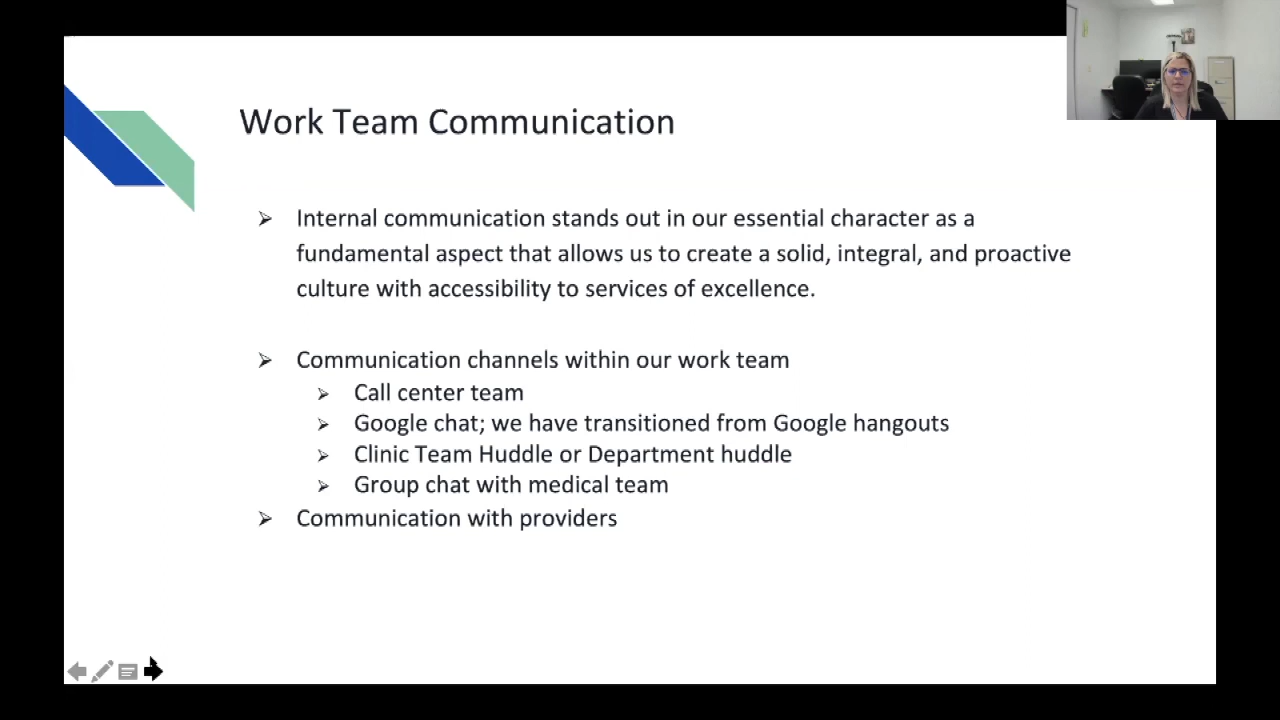 Work Team Communication
Internal communication stands out in our essential character as a
fundamental aspect that allows us to create a solid, integral, and proactive
culture with accessibility to services of excellence.
Communication channels within our work team
Call center team
Google chat; we have transitioned from Google hangouts
Clinic Team Huddle or Department huddle
Group chat with medical team
Communication with providers